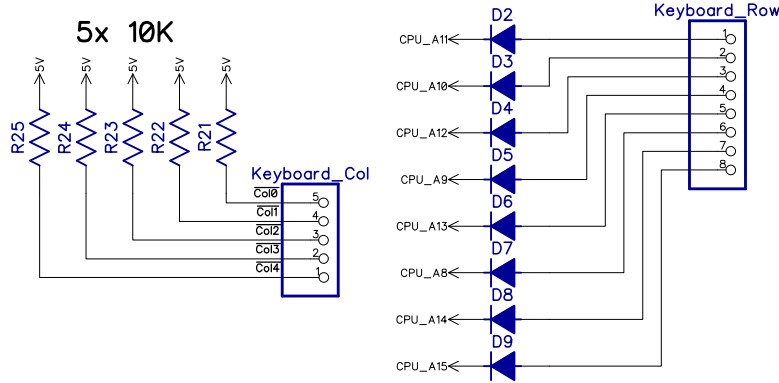 5x 10K
5V 5V 5V 5V 5V
R25 R24 R23 R22 R21
Keyboard_Col
Col0 5
Col1 4
Col2 3
Col3 2
Col4 1
Keyboard_Row
D2
CPU_A11 1
D3
2
CPU_A10 3
D4
4
CPU_A12 5
D5
6
CPU_A9 7
D6
8
CPU_A13
D7
CPU_A8
D8
CPU_A14
D9
CPU_A15